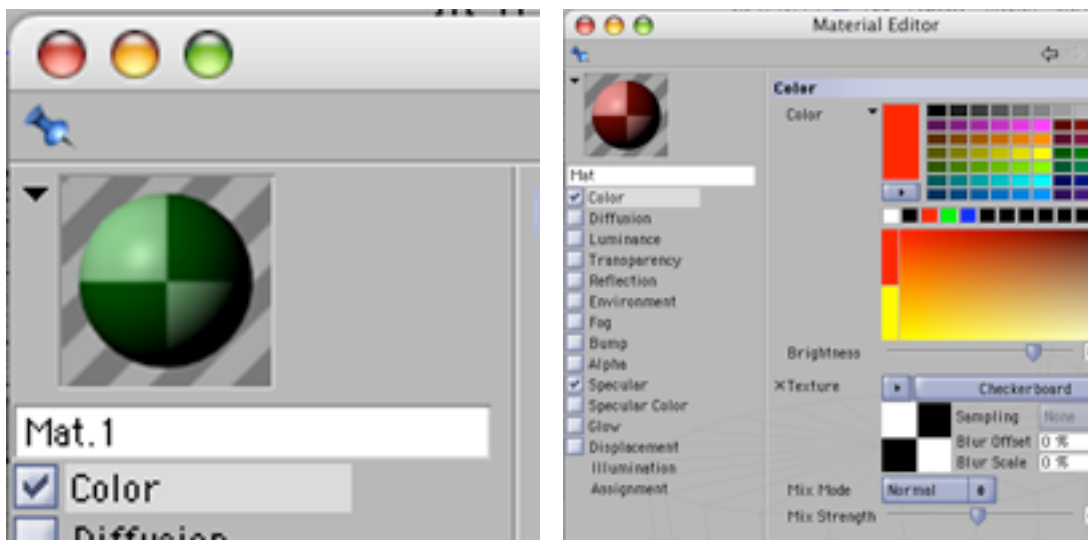 Mat.1
Color
Diffusion
Material Editor
Mat
Color
Diffusion
Luminance
Transparency
Reflection
Environment
Fog
Bump
Alpha
Specular
Specular Color
Glow
Displacement
Illumination
Assignment
Color
Color
Brightness
Texture
Checkerboard
Sampling None
Blur Offset 0 %
Blur Scale 0 %
Mix Mode Normal
Mix Strength